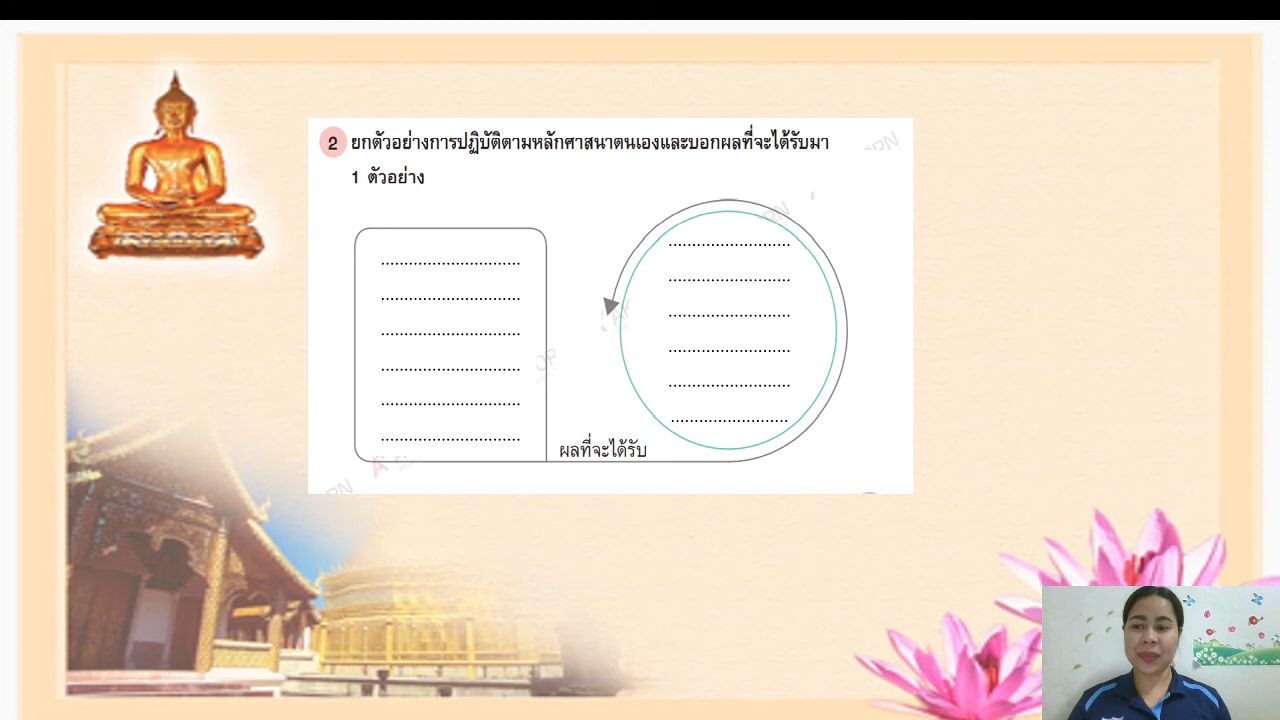 2 ยกตัวอย่างการปฏิบัติตามหลักศาสนาตนเองและบอกผลที่จะได้รับมา
1 ตัวอย่าง
ผลที่จะได้รับ